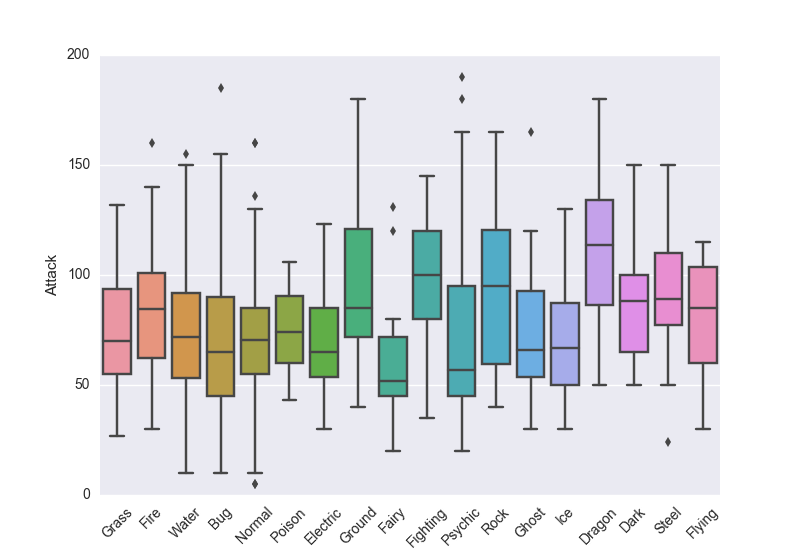 200
150
100
50
0
Attack
Grass Fire Water Bug Normal Poison Electric Ground Fairy Fighting Psychic Rock Ghost Ice Dragon Dark Steel Flying